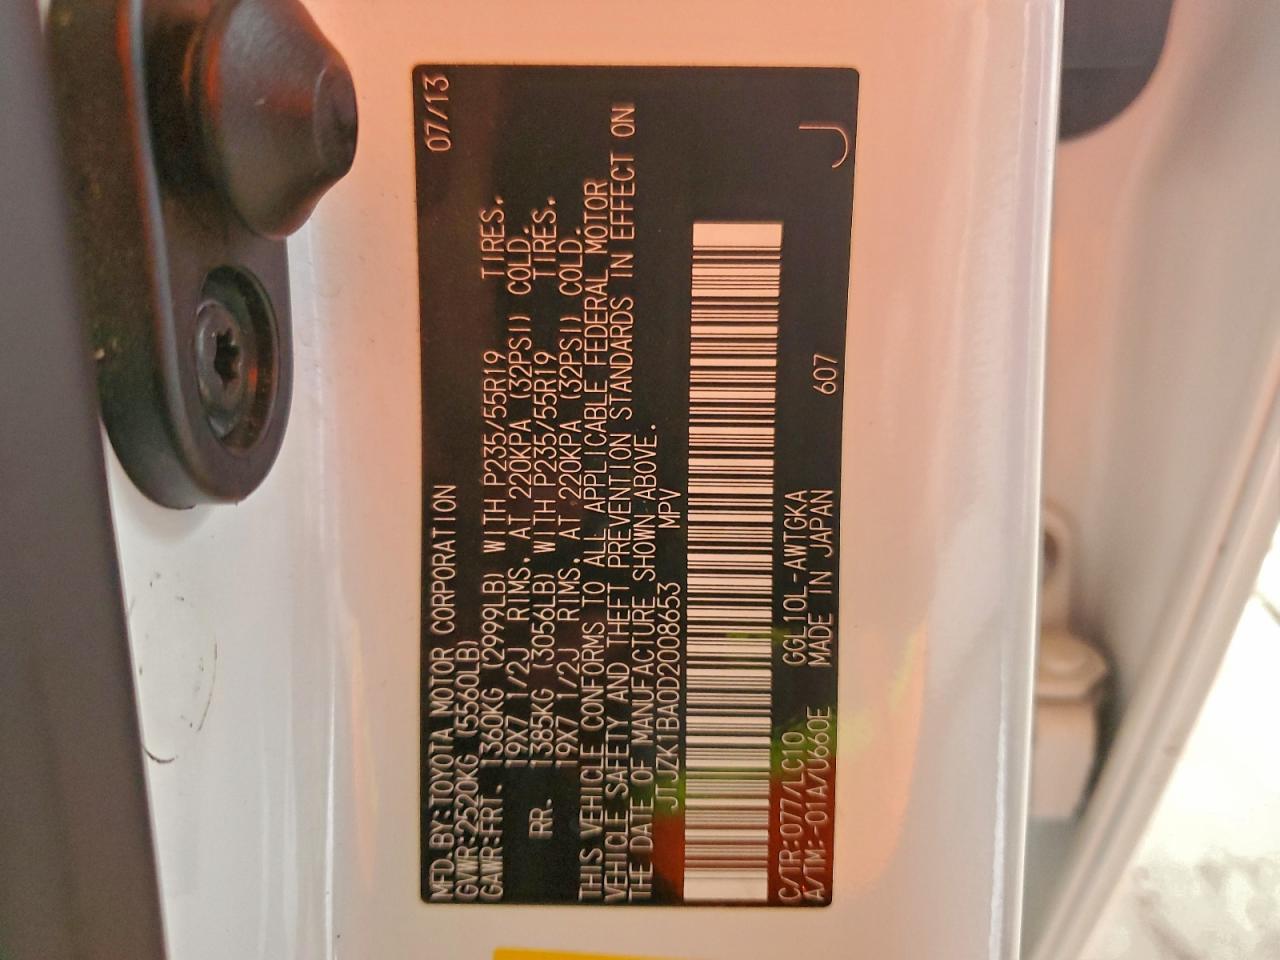 MFD. BY: TOYOTA MOTOR CORPORATION 07/13
GVWR: 2520KG (5560LB)
GAWR: FRT. 1360KG (2999LB) WITH P235/55R19 TIRES.
19X7 1/2J RIMS, AT 220KPA (32PSI) COLD.
RR. 1385KG (3056LB) WITH P235/55R19 TIRES.
19X7 1/2J RIMS, AT 220KPA (32PSI) COLD.
THIS VEHICLE CONFORMS TO ALL APPLICABLE FEDERAL MOTOR
VEHICLE SAFETY AND THEFT PREVENTION STANDARDS IN EFFECT ON
THE DATE OF MANUFACTURE SHOWN ABOVE.
JTJZK1BA0D2008653 MPV
C/TR: 077/LC10 GGL10L-AWTGKA 607
A/TM: -01A/U660E MADE IN JAPAN J